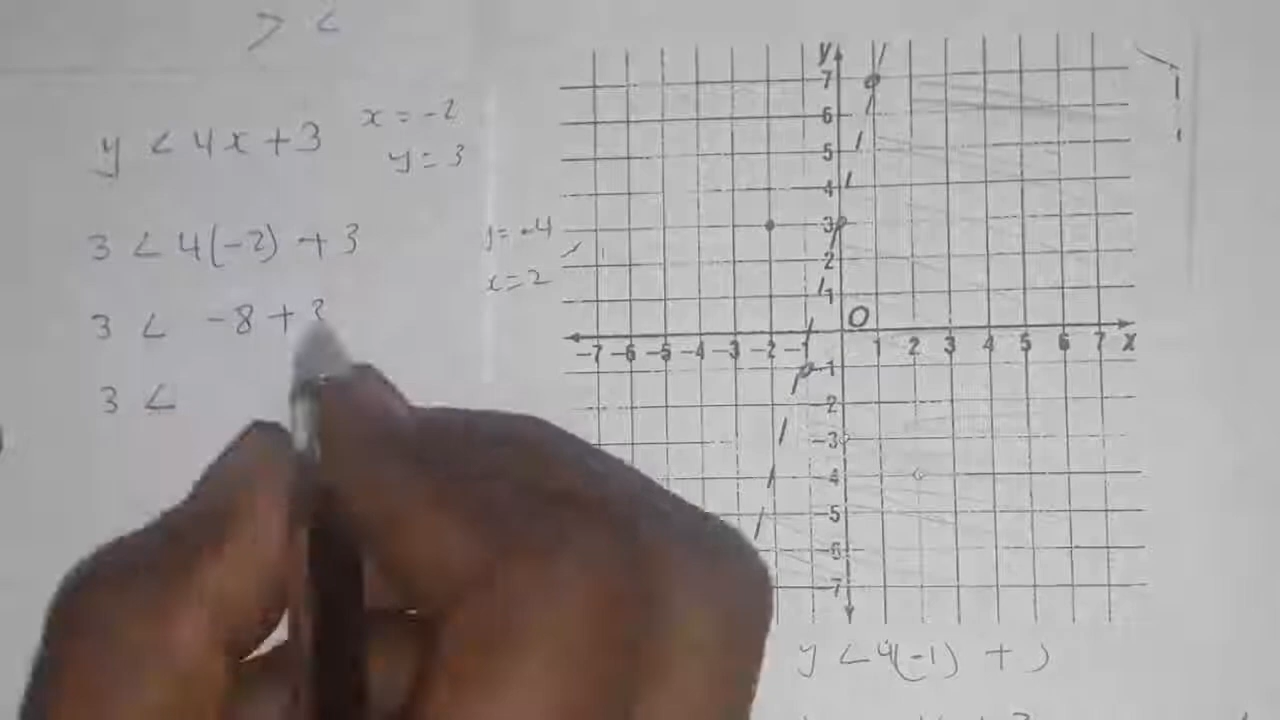 > <
y < 4x + 3
x = -2
y = 3
3 < 4(-2) + 3
3 < -8 + 3
3 <
y = -4
x = 2
y
7
6
5
4
3
2
1
O
-7 -6 -5 -4 -3 -2 -1 1 2 3 4 5 6 7 x
-1
2
-3
4
-5
-6
7
y < 4(-1) + )